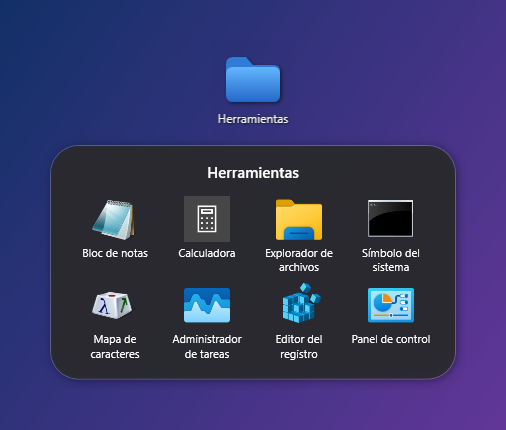 Herramientas
Herramientas
Bloc de notas
Calculadora
Explorador de
archivos
Símbolo del
sistema
Mapa de
caracteres
Administrador
de tareas
Editor del
registro
Panel de control